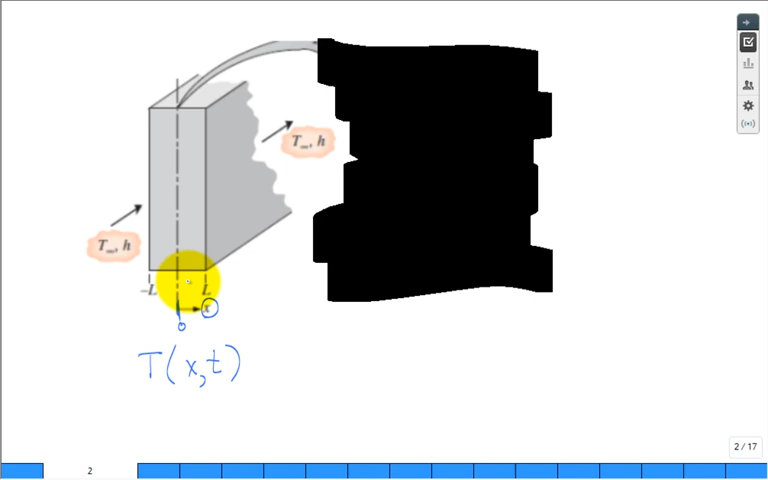 T∞, h
T∞, h
-L L
x
0
T(x,t)
2 / 17
2